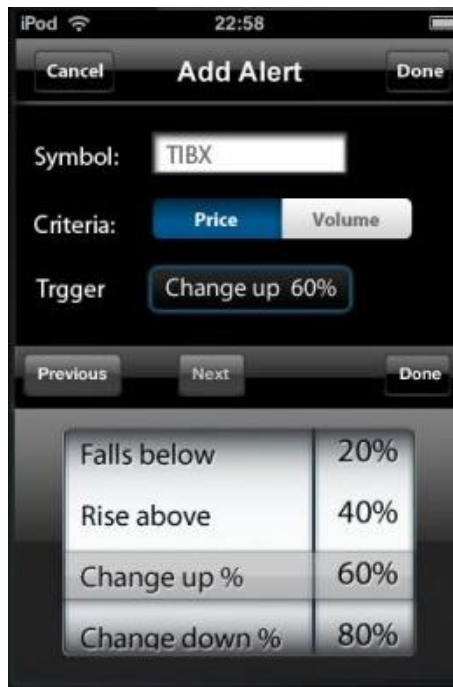 iPod 22:58
Cancel Add Alert Done
Symbol: TIBX
Criteria: Price Volume
Trgger Change up 60%
Previous Next Done
Falls below 20%
Rise above 40%
Change up % 60%
Change down % 80%